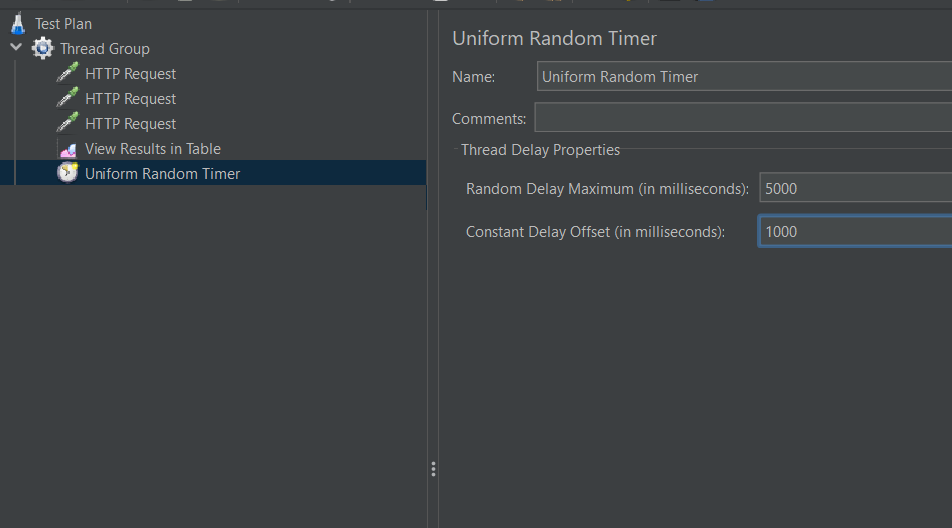 Test Plan
Thread Group
HTTP Request
HTTP Request
HTTP Request
View Results in Table
Uniform Random Timer
Uniform Random Timer
Name: Uniform Random Timer
Comments:
Thread Delay Properties
Random Delay Maximum (in milliseconds): 5000
Constant Delay Offset (in milliseconds): 1000